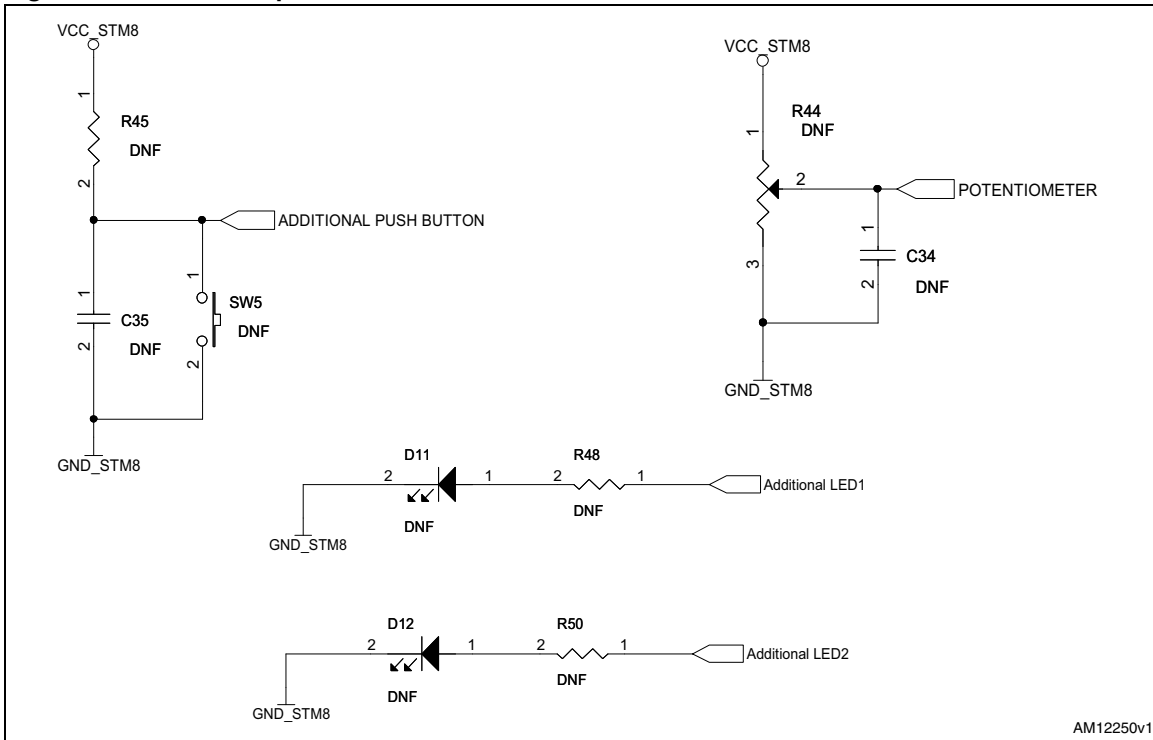 VCC_STM8
1
R45
DNF
2
ADDITIONAL PUSH BUTTON
1
C35
DNF
2
1
SW5
DNF
2
GND_STM8
VCC_STM8
1
R44
DNF
2
POTENTIOMETER
3
1
C34
DNF
2
GND_STM8
D11
R48
2
1
2
1
Additional LED1
DNF
DNF
GND_STM8
D12
R50
2
1
2
1
Additional LED2
DNF
DNF
GND_STM8
AM12250v1